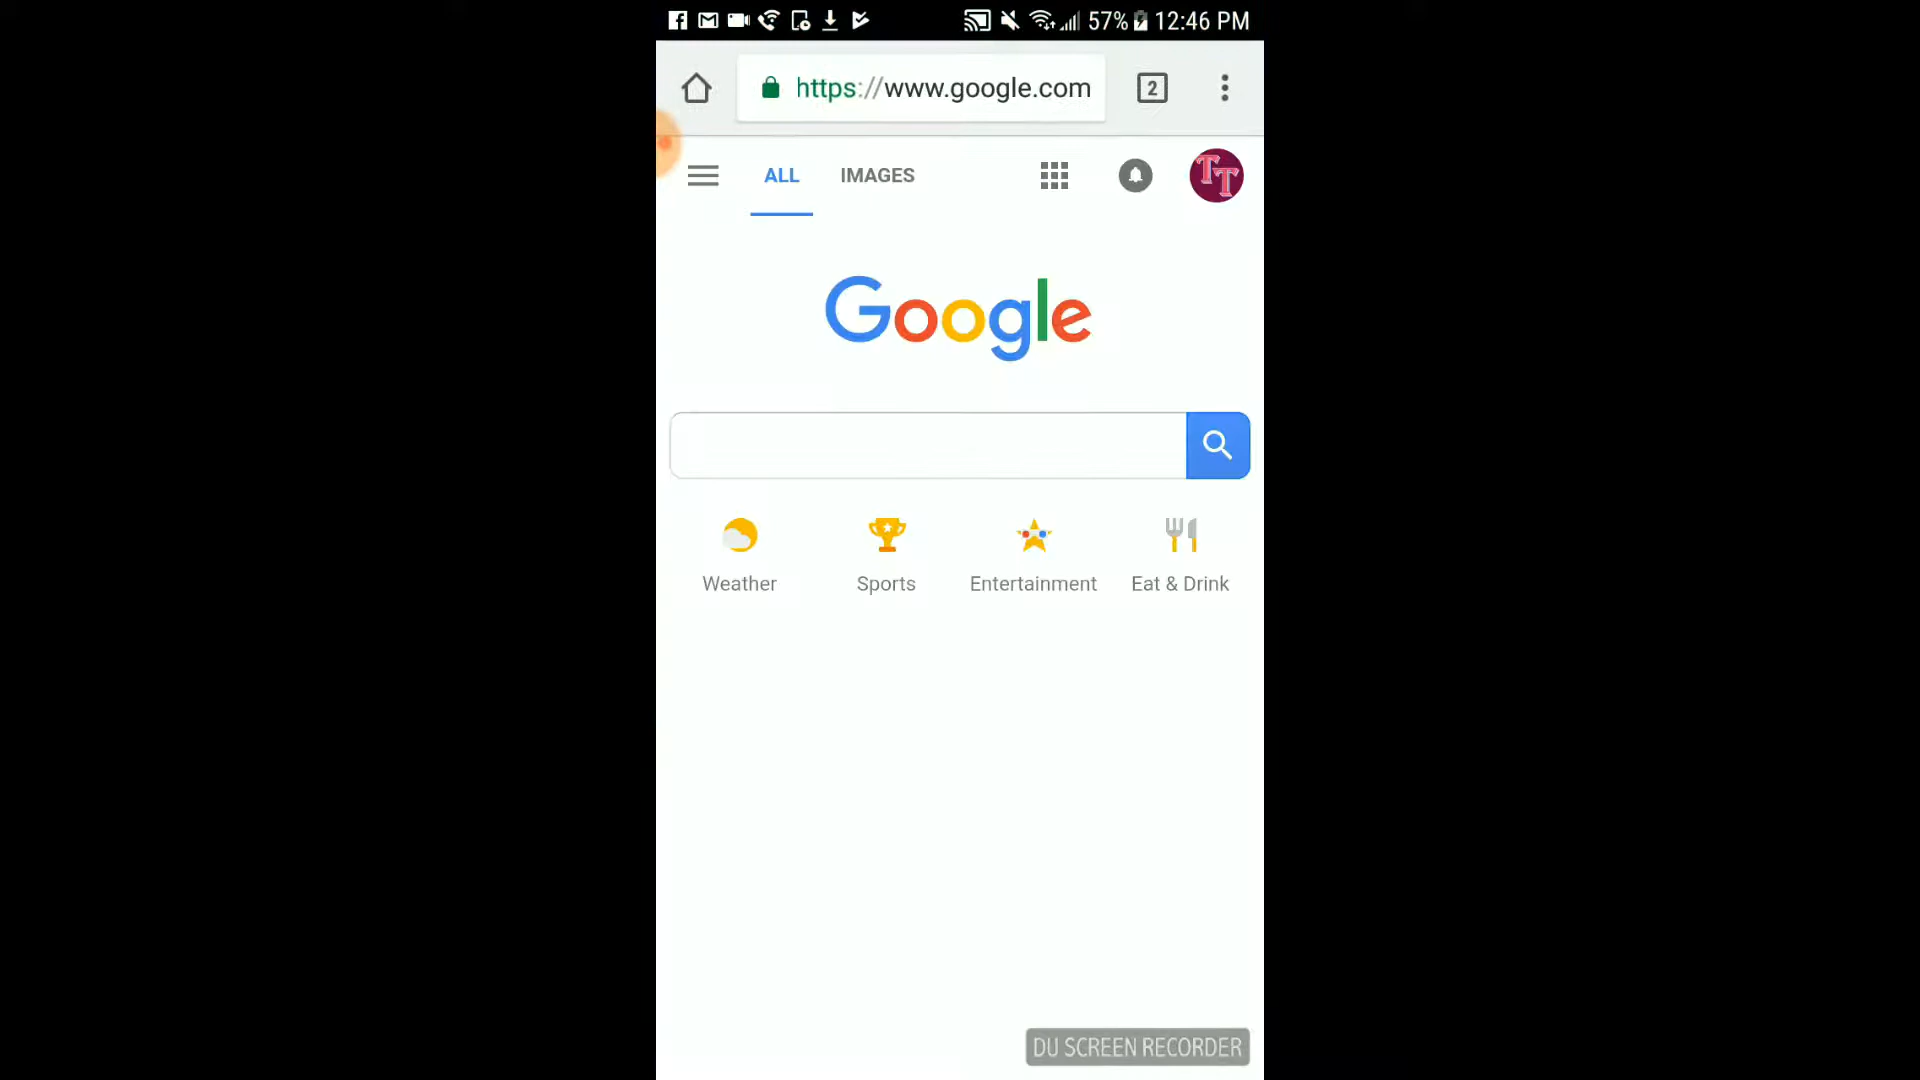 57% 12:46 PM
https://www.google.com 2
ALL IMAGES TT
Google
Weather Sports Entertainment Eat & Drink
DU SCREEN RECORDER